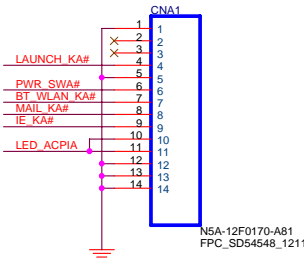 CNA1
1 1
2 2
3 3
LAUNCH_KA# 4 4
5 5
PWR_SWA# 6 6
BT_WLAN_KA# 7 7
MAIL_KA# 8 8
IE_KA# 9 9
10 10
LED_ACPIA 11 11
12 12
13 13
14 14
N5A-12F0170-A81
FPC_SD54548_1211